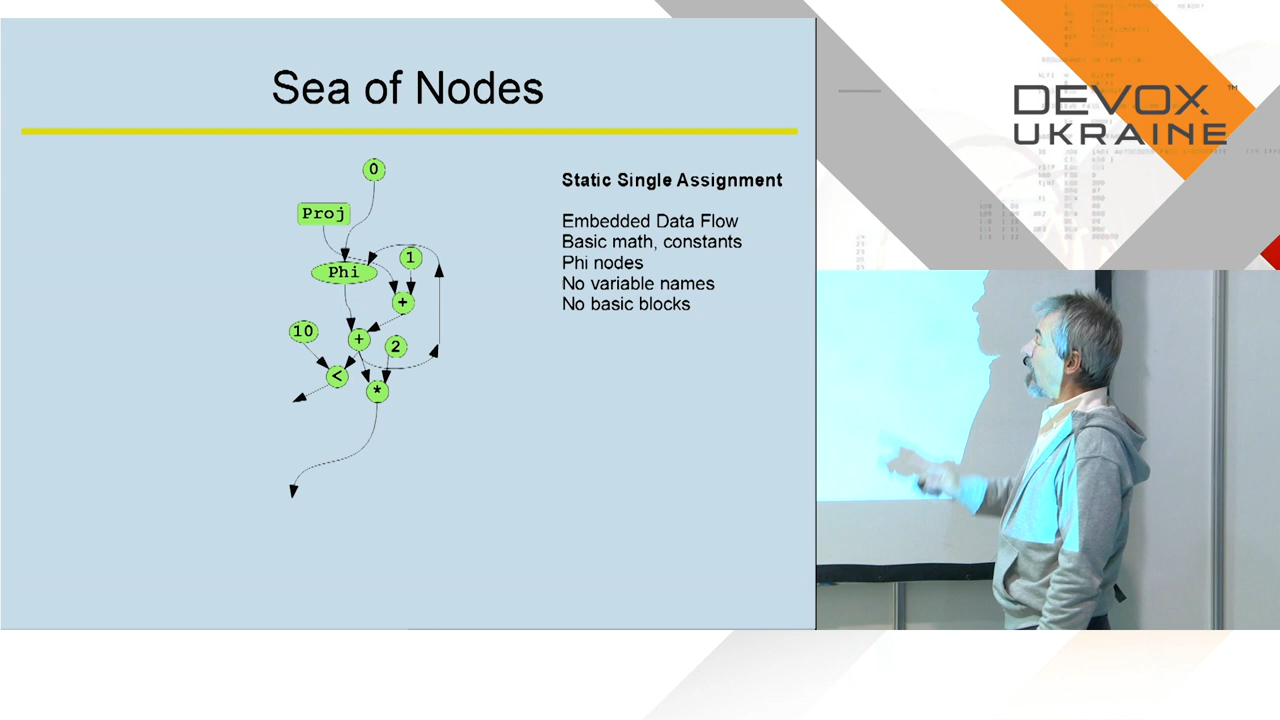 Sea of Nodes
0
Proj
Phi
1
+
10
+
2
<
*
Static Single Assignment
Embedded Data Flow
Basic math, constants
Phi nodes
No variable names
No basic blocks
DEVOX™
UKRAINE